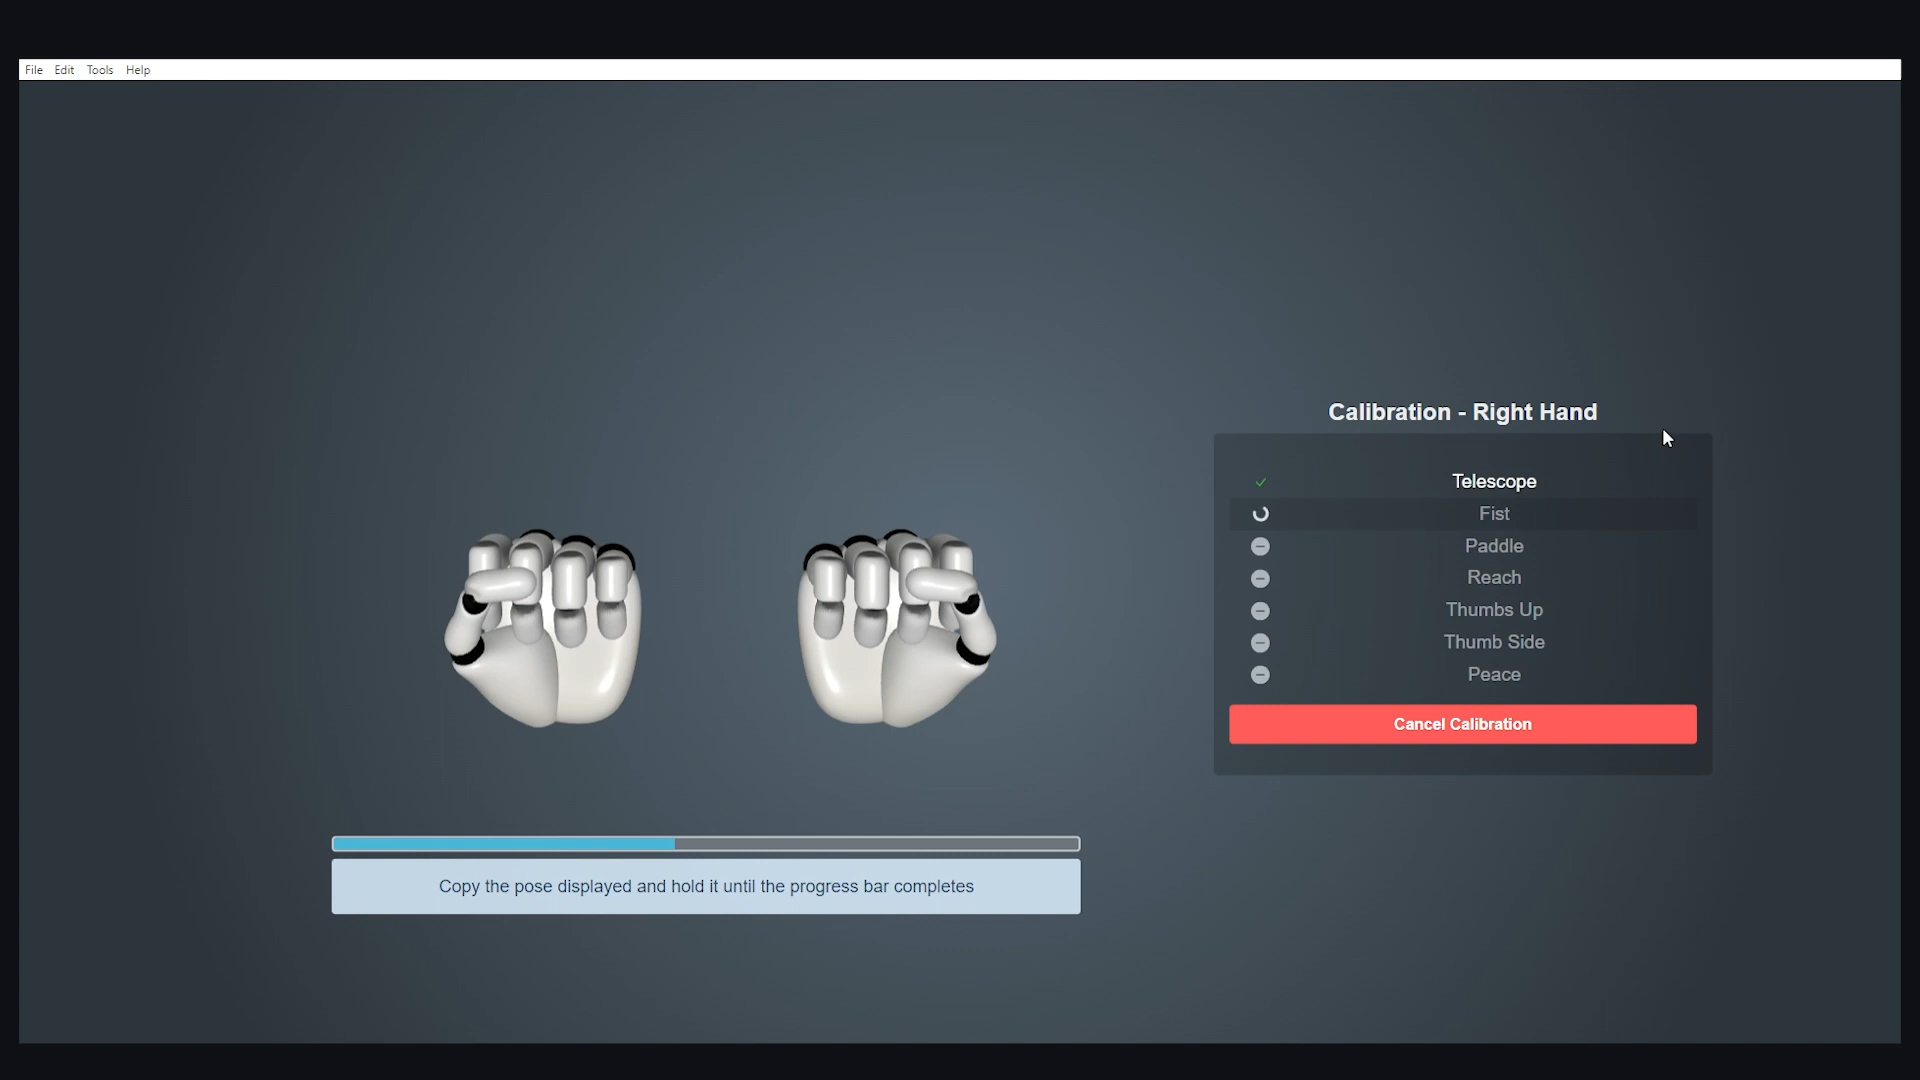 File Edit Tools Help
Calibration - Right Hand
Telescope
Fist
Paddle
Reach
Thumbs Up
Thumb Side
Peace
Cancel Calibration
Copy the pose displayed and hold it until the progress bar completes